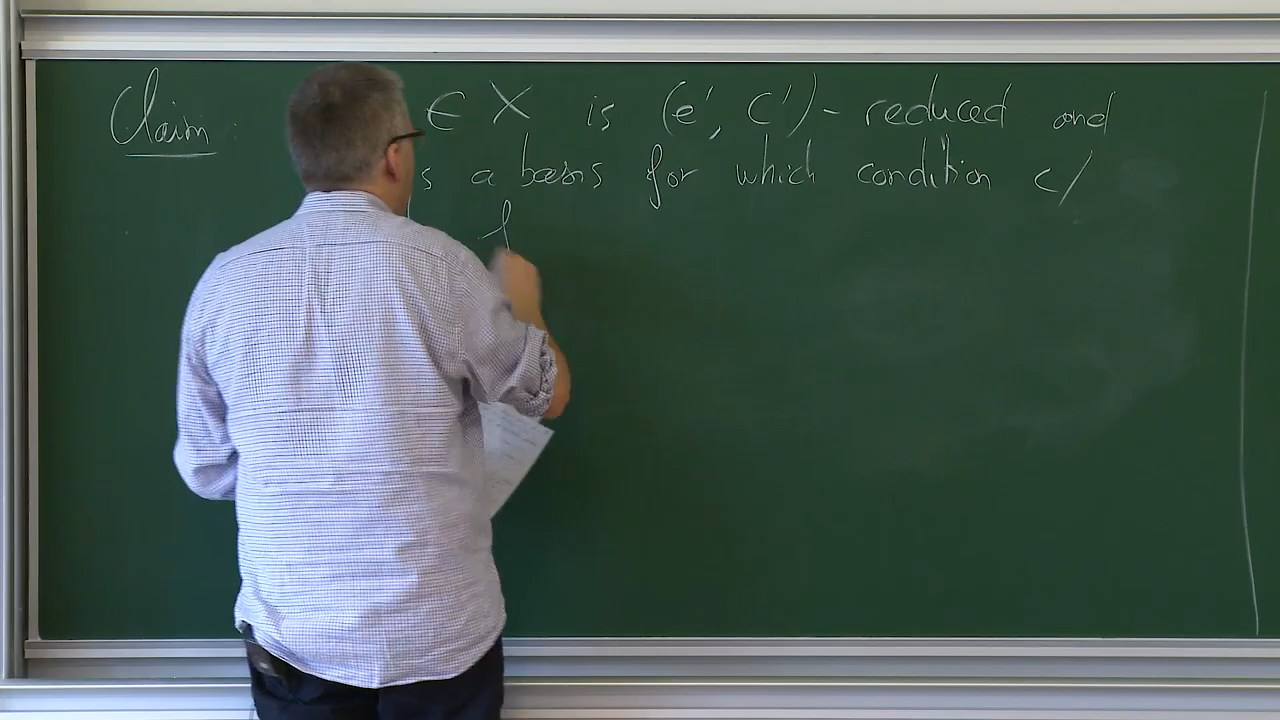 Claim : ∈ X is (e', c') - reduced and
s a basis for which condition c/
f